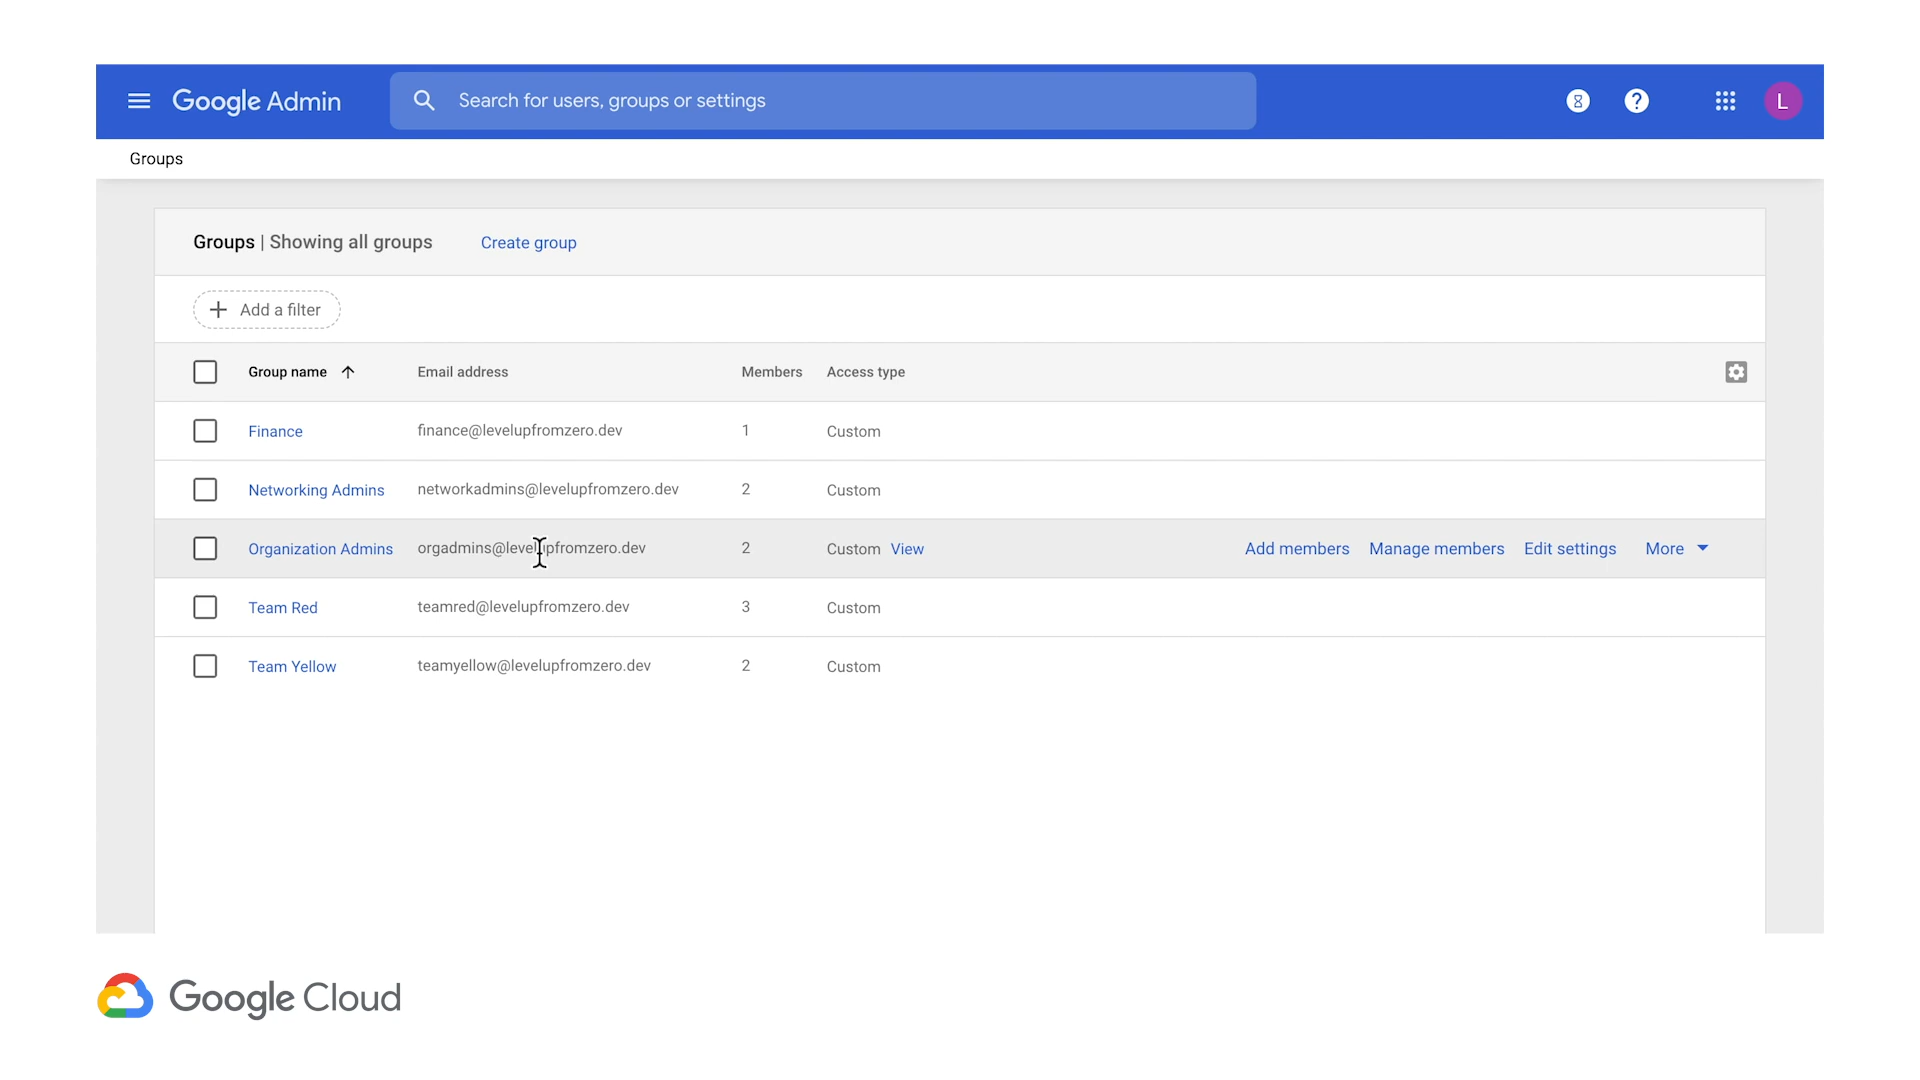 Google Admin
Search for users, groups or settings
L
Groups
Groups | Showing all groups
Create group
Add a filter
Group name Email address Members Access type
Finance finance@levelupfromzero.dev 1 Custom
Networking Admins networkadmins@levelupfromzero.dev 2 Custom
Organization Admins orgadmins@levelupfromzero.dev 2 Custom View Add members Manage members Edit settings More
Team Red teamred@levelupfromzero.dev 3 Custom
Team Yellow teamyellow@levelupfromzero.dev 2 Custom
Google Cloud